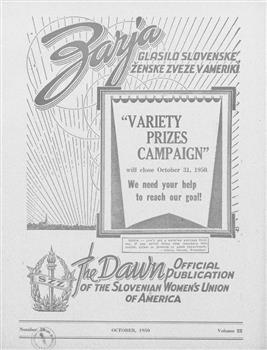 Zarja
GLASILO SLOVENSKE
ŽENSKE ZVEZE V AMERIKI
"VARIETY
PRIZES
CAMPAIGN"
will close October 31, 1950.
We need your help
to reach our goal!
The Dawn OFFICIAL
PUBLICATION
OF THE SLOVENIAN WOMEN'S UNION
OF AMERICA
S Ž Z
Number
OCTOBER, 1950
Volume